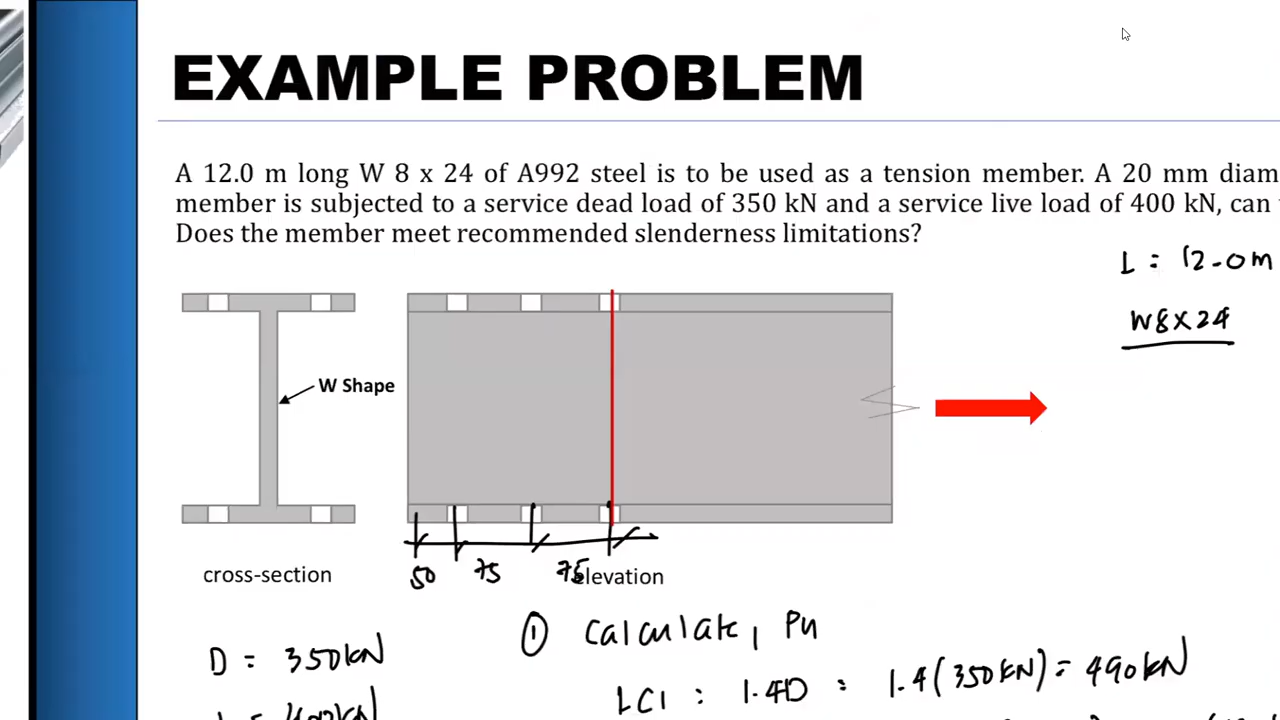 EXAMPLE PROBLEM
A 12.0 m long W 8 x 24 of A992 steel is to be used as a tension member. A 20 mm diam
member is subjected to a service dead load of 350 kN and a service live load of 400 kN, can
Does the member meet recommended slenderness limitations?
L = 12.0m
W8X24
W Shape
50 75 75
cross-section
elevation
① Calculate, Pu
D = 350KN
LC1 : 1.4D = 1.4(350KN) = 490KN